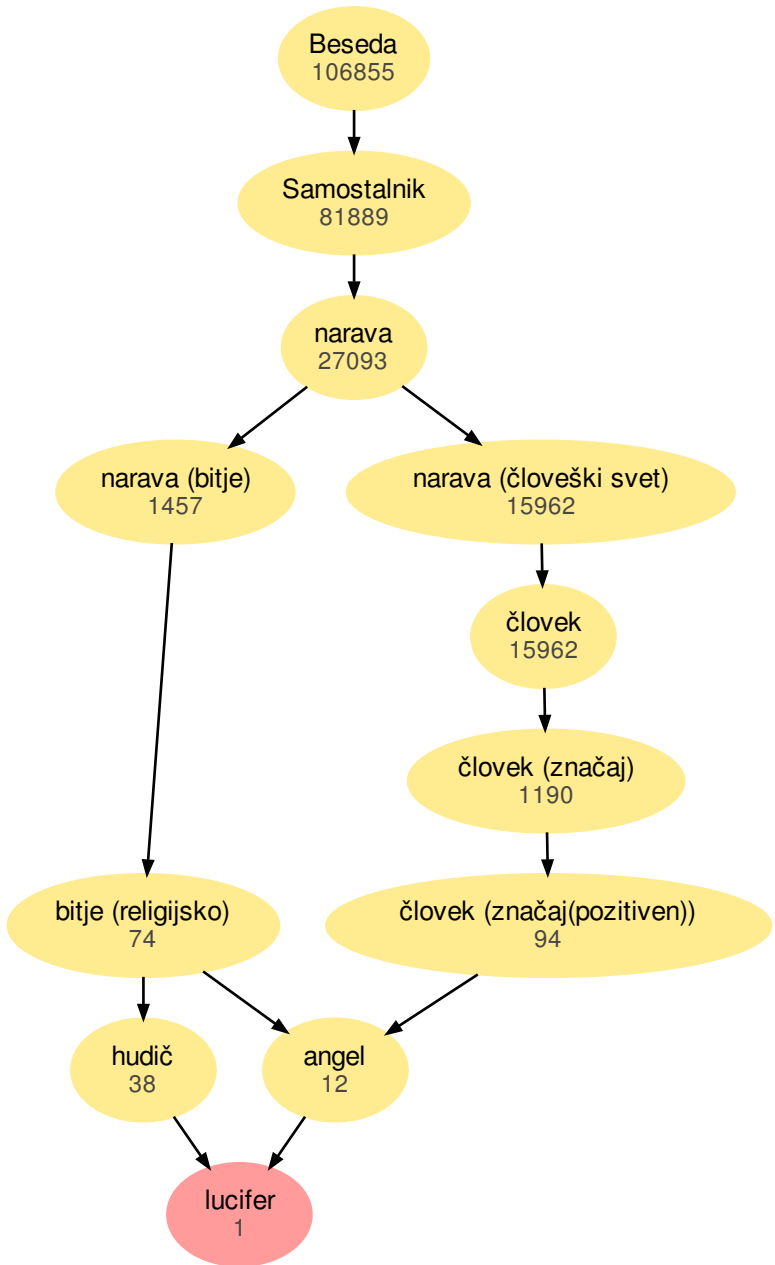 Beseda
106855
Samostalnik
81889
narava
27093
narava (bitje)
1457
narava (človeški svet)
15962
človek
15962
človek (značaj)
1190
bitje (religijsko)
74
človek (značaj(pozitiven))
94
hudič
38
angel
12
lucifer
1